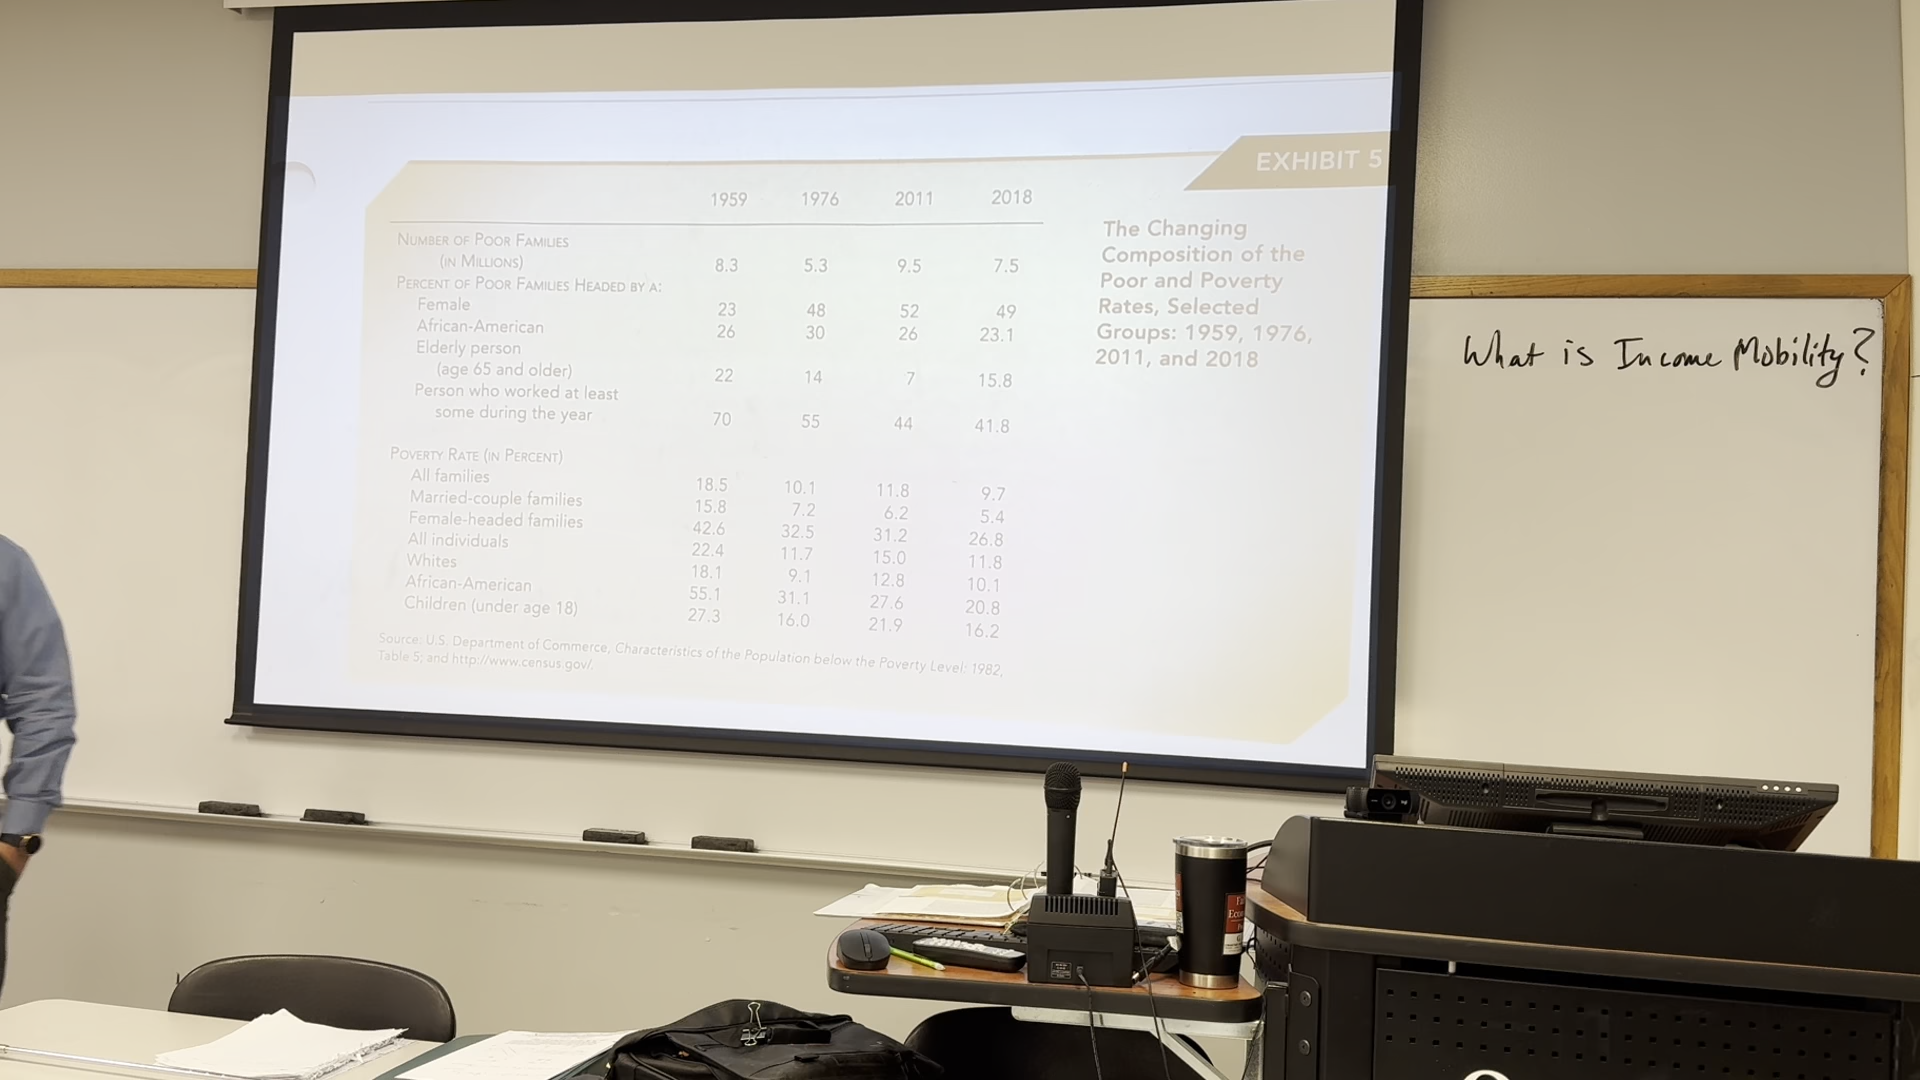 EXHIBIT 5
1959 1976 2011 2018
NUMBER OF POOR FAMILIES
(IN MILLIONS) 8.3 5.3 9.5 7.5
PERCENT OF POOR FAMILIES HEADED BY A:
Female 23 48 52 49
African-American 26 30 26 23.1
Elderly person
(age 65 and older) 22 14 7 15.8
Person who worked at least
some during the year 70 55 44 41.8
POVERTY RATE (IN PERCENT)
All families 18.5 10.1 11.8 9.7
Married-couple families 15.8 7.2 6.2 5.4
Female-headed families 42.6 32.5 31.2 26.8
All individuals 22.4 11.7 15.0 11.8
Whites 18.1 9.1 12.8 10.1
African-American 55.1 31.1 27.6 20.8
Children (under age 18) 27.3 16.0 21.9 16.2
Source: U.S. Department of Commerce, Characteristics of the Population below the Poverty Level: 1982,
Table 5; and http://www.census.gov/.
The Changing
Composition of the
Poor and Poverty
Rates, Selected
Groups: 1959, 1976,
2011, and 2018
What is Income Mobility?